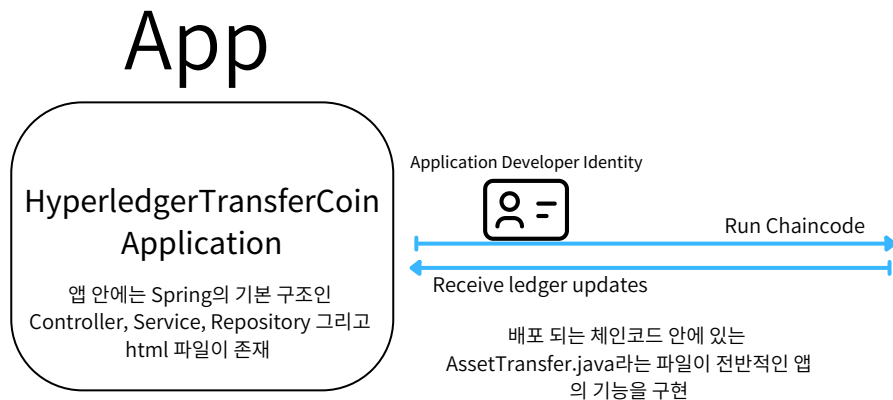 App
HyperledgerTransferCoin
Application
앱 안에는 Spring의 기본 구조인
Controller, Service, Repository 그리고
html 파일이 존재
Application Developer Identity
Run Chaincode
Receive ledger updates
배포 되는 체인코드 안에 있는
AssetTransfer.java라는 파일이 전반적인 앱
의 기능을 구현